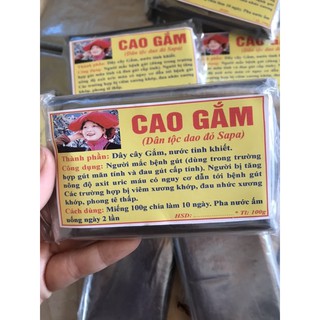 CAO GẮM
(Dân tộc dao đỏ Sapa)
Thành phần: Dây cây Gắm, nước tinh khiết.
Công dụng: Người mắc bệnh gút (dùng trong trường
hợp gút mãn tính và đau gút cấp tính). Người bị tăng
nồng độ axit uric máu có nguy cơ dẫn tới bệnh gút
Các trường hợp bị viêm xương khớp, đau nhức xương
khớp, phong tê thấp.
Cách dùng: Miếng 100g chia làm 10 ngày. Pha nước ấm
uống ngày 2 lần
HSD:
Tl: 100g
CAO GẮM